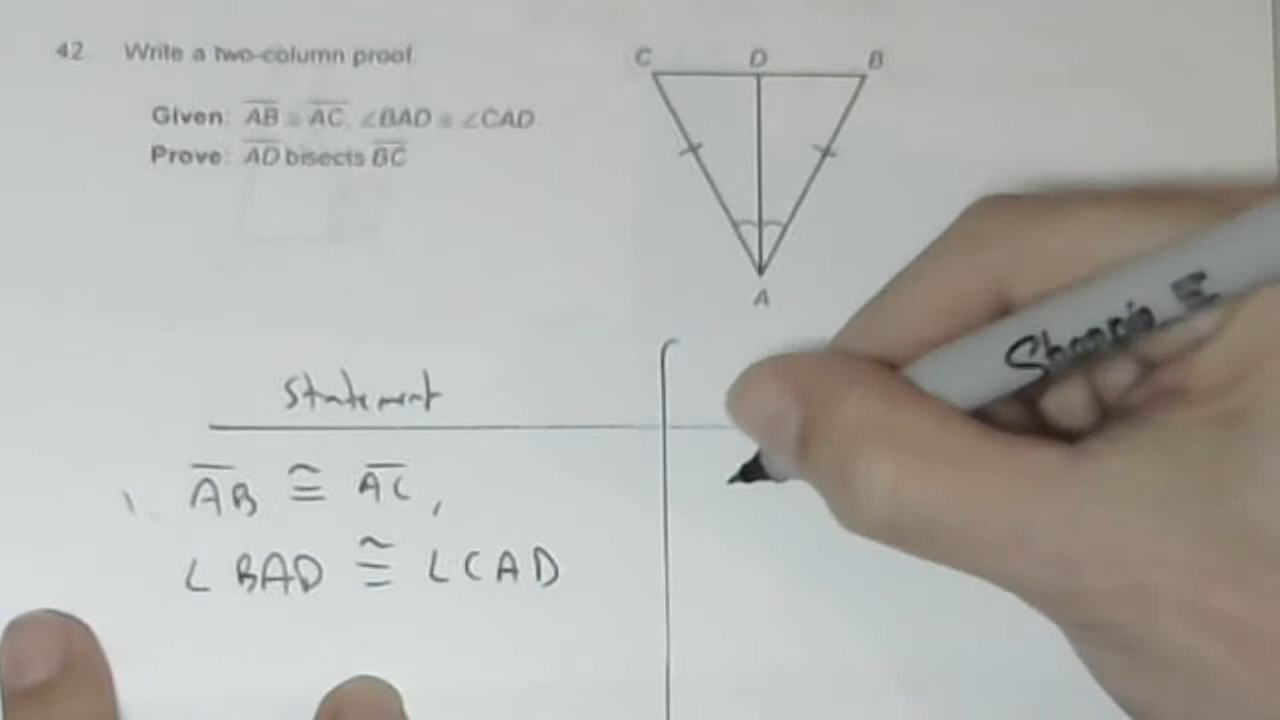 42. Write a two-column proof.
Given: AB ≅ AC, ∠BAD ≅ ∠CAD
Prove: AD bisects BC
C D B
A
Sharpie
Statement
1. AB ≅ AC,
∠BAD ≅ ∠CAD